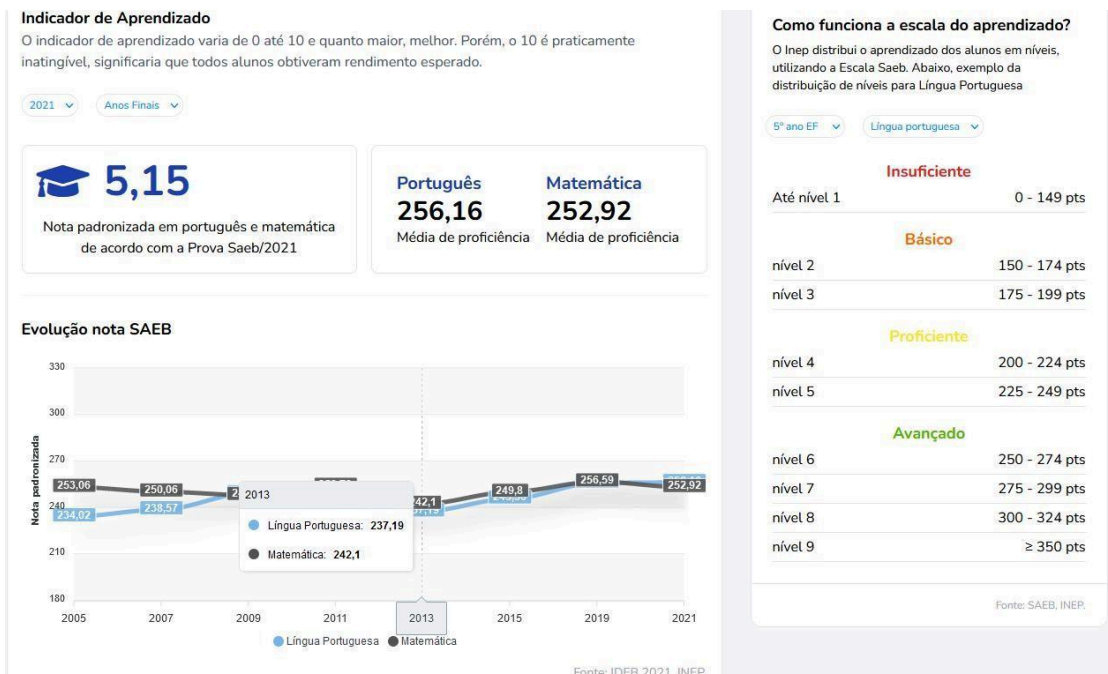 Indicador de Aprendizado
O indicador de aprendizado varia de 0 até 10 e quanto maior, melhor. Porém, o 10 é praticamente
inatingível, significaria que todos alunos obtiveram rendimento esperado.
2021
Anos Finais
5,15
Nota padronizada em português e matemática
de acordo com a Prova Saeb/2021
Português
256,16
Média de proficiência
Matemática
252,92
Média de proficiência
Evolução nota SAEB
Nota padronizada
330
300
270
240
210
180
253,06
234,02
250,06
238,57
2013
Língua Portuguesa: 237,19
Matemática: 242,1
249,8
256,59
252,92
2005
2007
2009
2011
2013
2015
2019
2021
Língua Portuguesa
Matemática
Fonte: IDEB 2021, INEP.
Como funciona a escala do aprendizado?
O Inep distribui o aprendizado dos alunos em níveis,
utilizando a Escala Saeb. Abaixo, exemplo da
distribuição de níveis para Língua Portuguesa
5º ano EF
Língua portuguesa
Insuficiente
Até nível 1 0 - 149 pts
Básico
nível 2 150 - 174 pts
nível 3 175 - 199 pts
Proficiente
nível 4 200 - 224 pts
nível 5 225 - 249 pts
Avançado
nível 6 250 - 274 pts
nível 7 275 - 299 pts
nível 8 300 - 324 pts
nível 9 ≥ 350 pts
Fonte: SAEB, INEP.